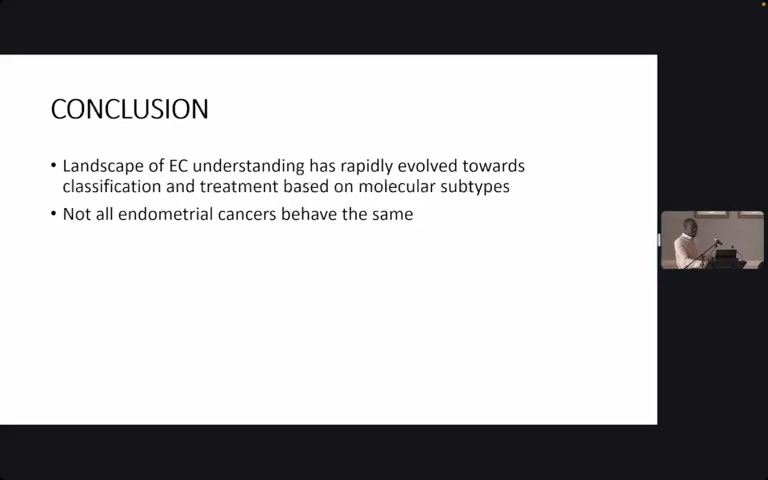 CONCLUSION
• Landscape of EC understanding has rapidly evolved towards
classification and treatment based on molecular subtypes
• Not all endometrial cancers behave the same